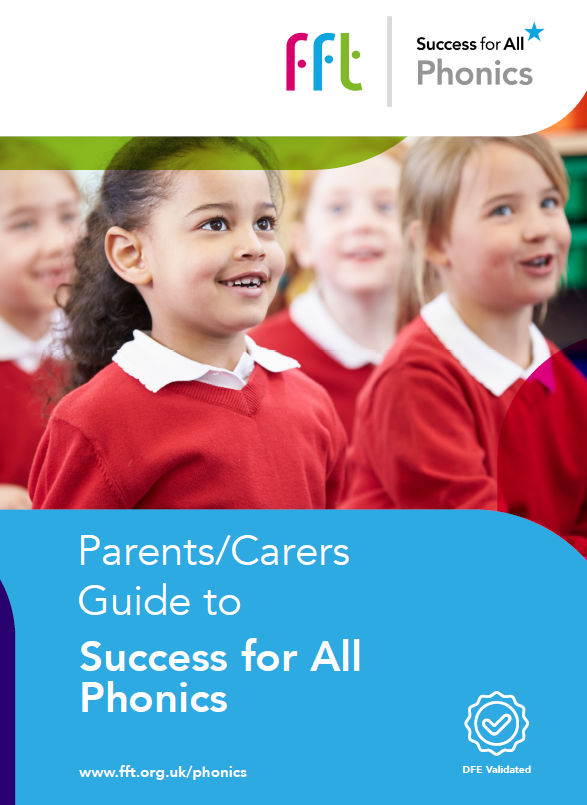 fft
Success for All
Phonics
Parents/Carers
Guide to
Success for All
Phonics
www.fft.org.uk/phonics
DFE Validated